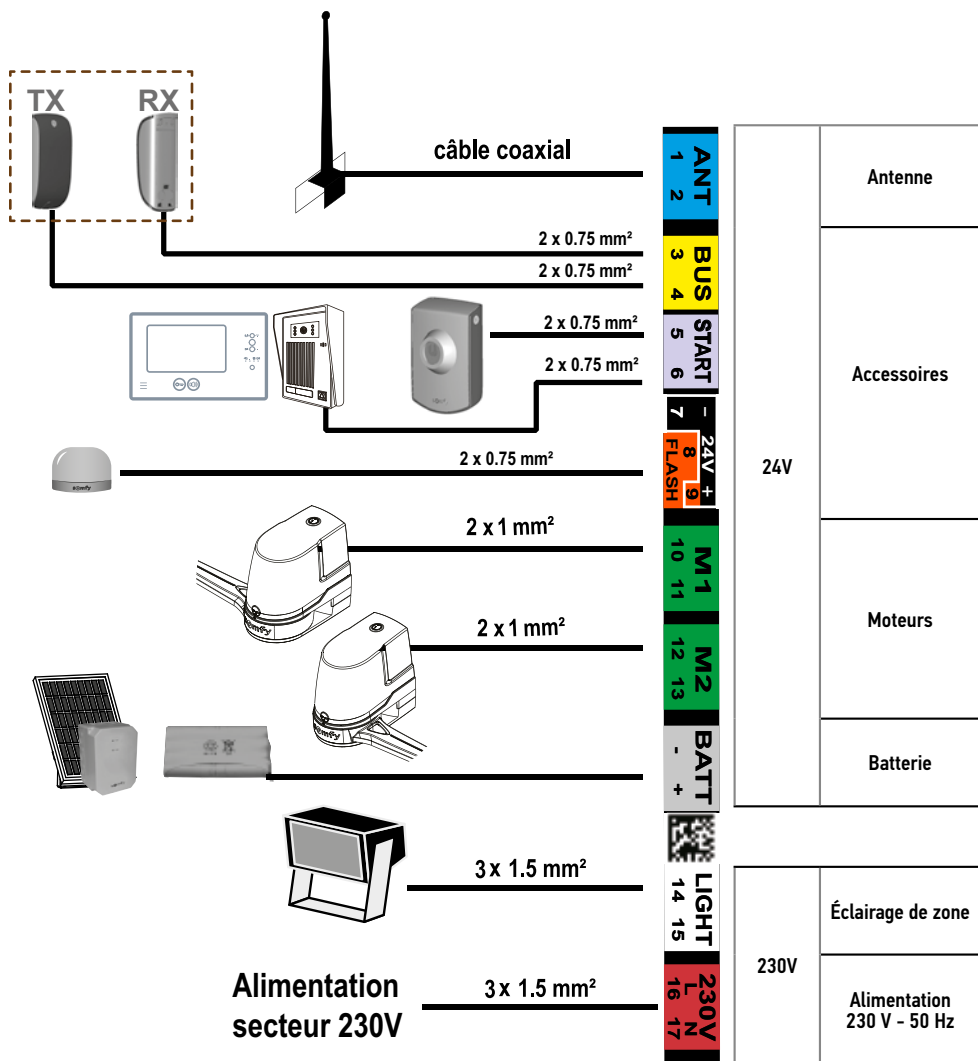 TX
RX
câble coaxial
ANT
1 2
Antenne
2 x 0.75 mm²
2 x 0.75 mm²
BUS
3 4
2 x 0.75 mm²
START
5 6
2 x 0.75 mm²
Accessoires
- 24V +
7 8 9
FLASH
24V
2 x 0.75 mm²
somfy
2 x 1 mm²
M1
10 11
somfy
Moteurs
2 x 1 mm²
M2
12 13
somfy
BATT
- +
Batterie
3 x 1.5 mm²
LIGHT
14 15
Éclairage de zone
230V
Alimentation
secteur 230V
3 x 1.5 mm²
230V
L N
16 17
Alimentation
230 V - 50 Hz